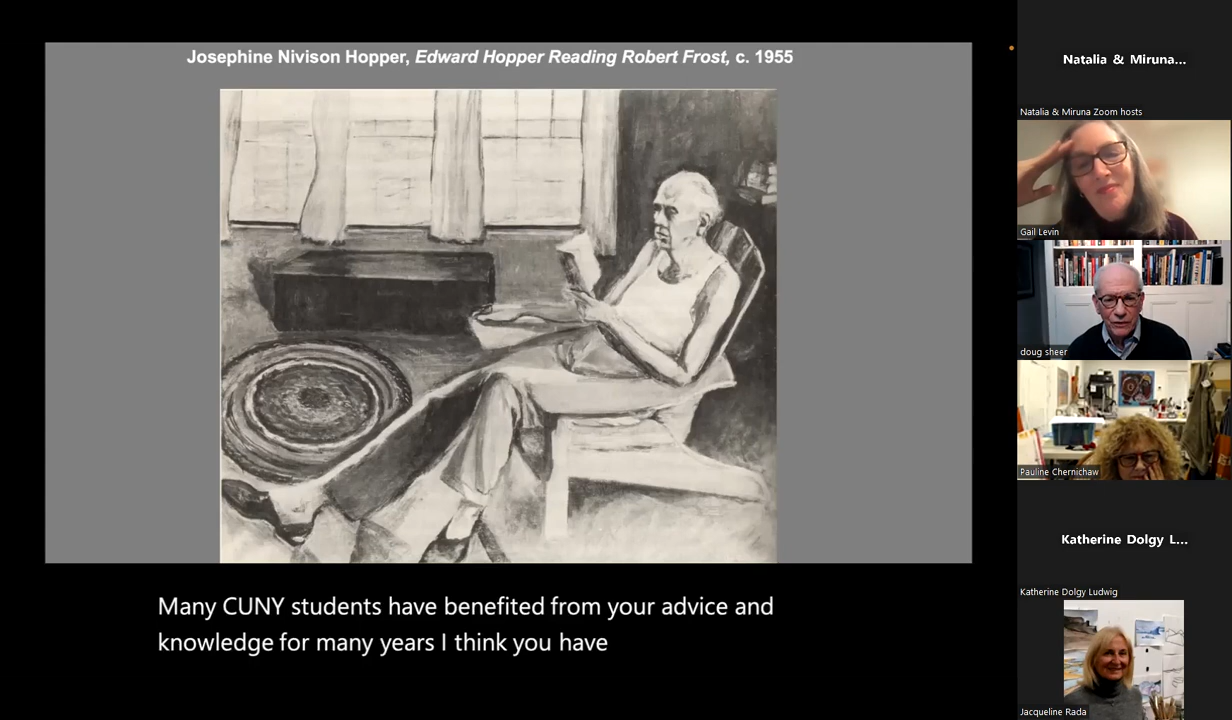 Josephine Nivison Hopper, Edward Hopper Reading Robert Frost, c. 1955
Many CUNY students have benefited from your advice and
knowledge for many years I think you have
Natalia & Miruna...
Natalia & Miruna Zoom hosts
Gail Levin
doug sheer
Pauline Chernichaw
Katherine Dolgy L...
Katherine Dolgy Ludwig
Jacqueline Rada